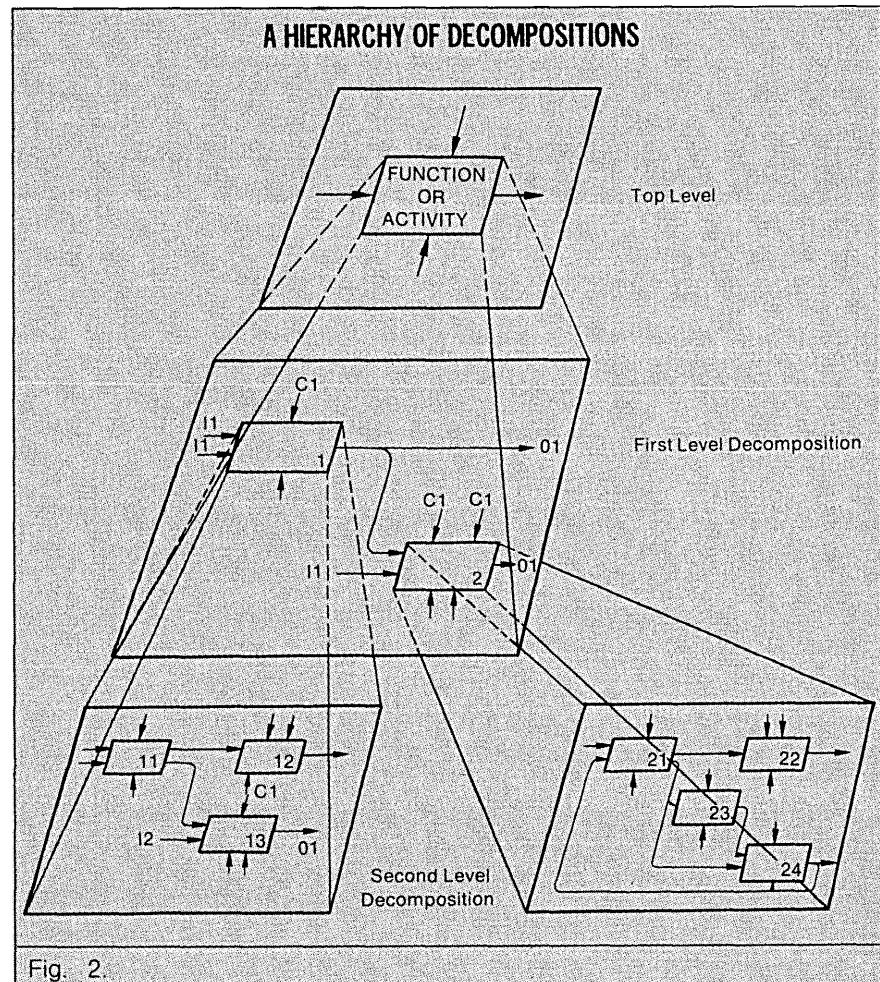 A HIERARCHY OF DECOMPOSITIONS
FUNCTION
OR
ACTIVITY
Top Level
C1
I1
I1
1
01
First Level Decomposition
C1 C1
I1
2
01
11
12
C1
I2
13
01
21
22
23
24
Second Level
Decomposition
Fig. 2.